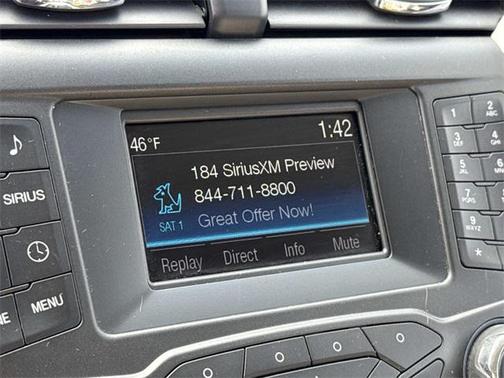 46°F
1:42
184 SiriusXM Preview
844-711-8800
SAT 1
Great Offer Now!
Replay
Direct
Info
Mute
SIRIUS
MENU
1
2 ABC
3 DEF
4 GHI
5 JKL
6 MNO
7 PQRS
8 TUV
9 WXYZ
0
*